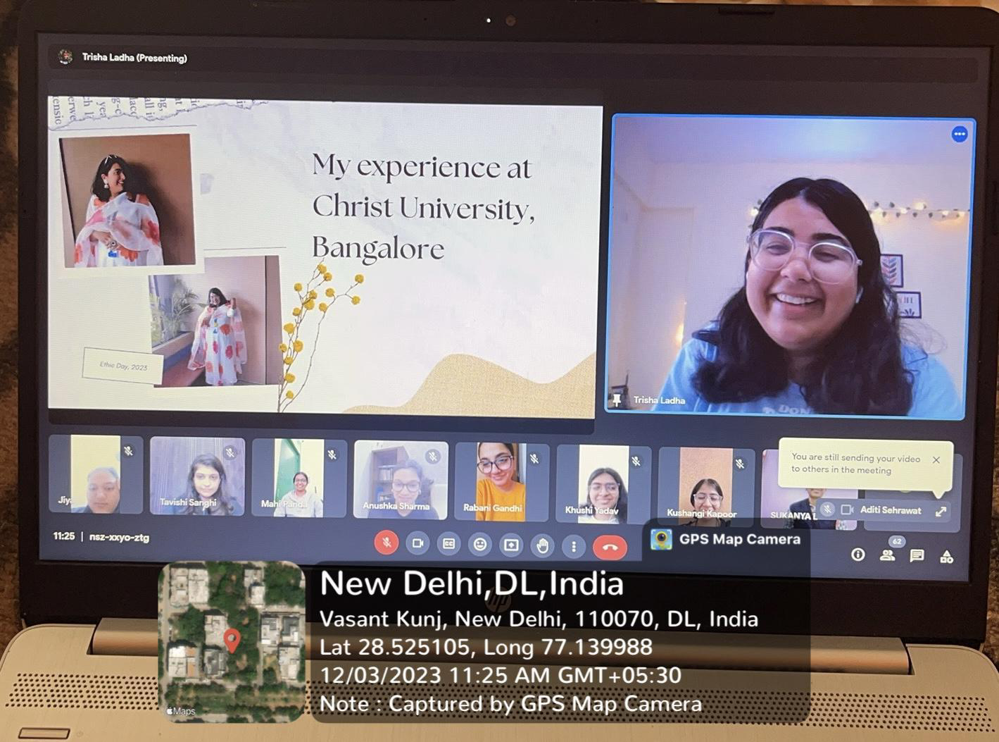 Trisha Ladha (Presenting)
My experience at
Christ University,
Bangalore
Ethic Day, 2023
Trisha Ladha
Tavishi Sanghi
Mahi Panda
Anushka Sharma
Rabani Gandhi
Khushi Yadav
Kushangi Kapoor
SUKANYA L
You are still sending your video
to others in the meeting
Aditi Sehrawat
11:25 | nsz-xxyo-ztg
CC
62
GPS Map Camera
hp
New Delhi,DL,India
Vasant Kunj, New Delhi, 110070, DL, India
Lat 28.525105, Long 77.139988
12/03/2023 11:25 AM GMT+05:30
Note : Captured by GPS Map Camera
Maps